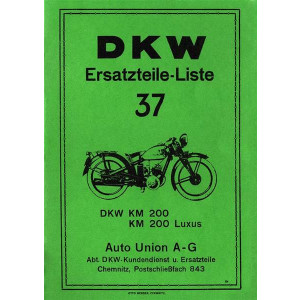 DKW
Ersatzteile-Liste
37
DKW KM 200
KM 200 Luxus
Auto Union A-G
Abt. DKW-Kundendienst u. Ersatzteile
Chemnitz, Postschließfach 843